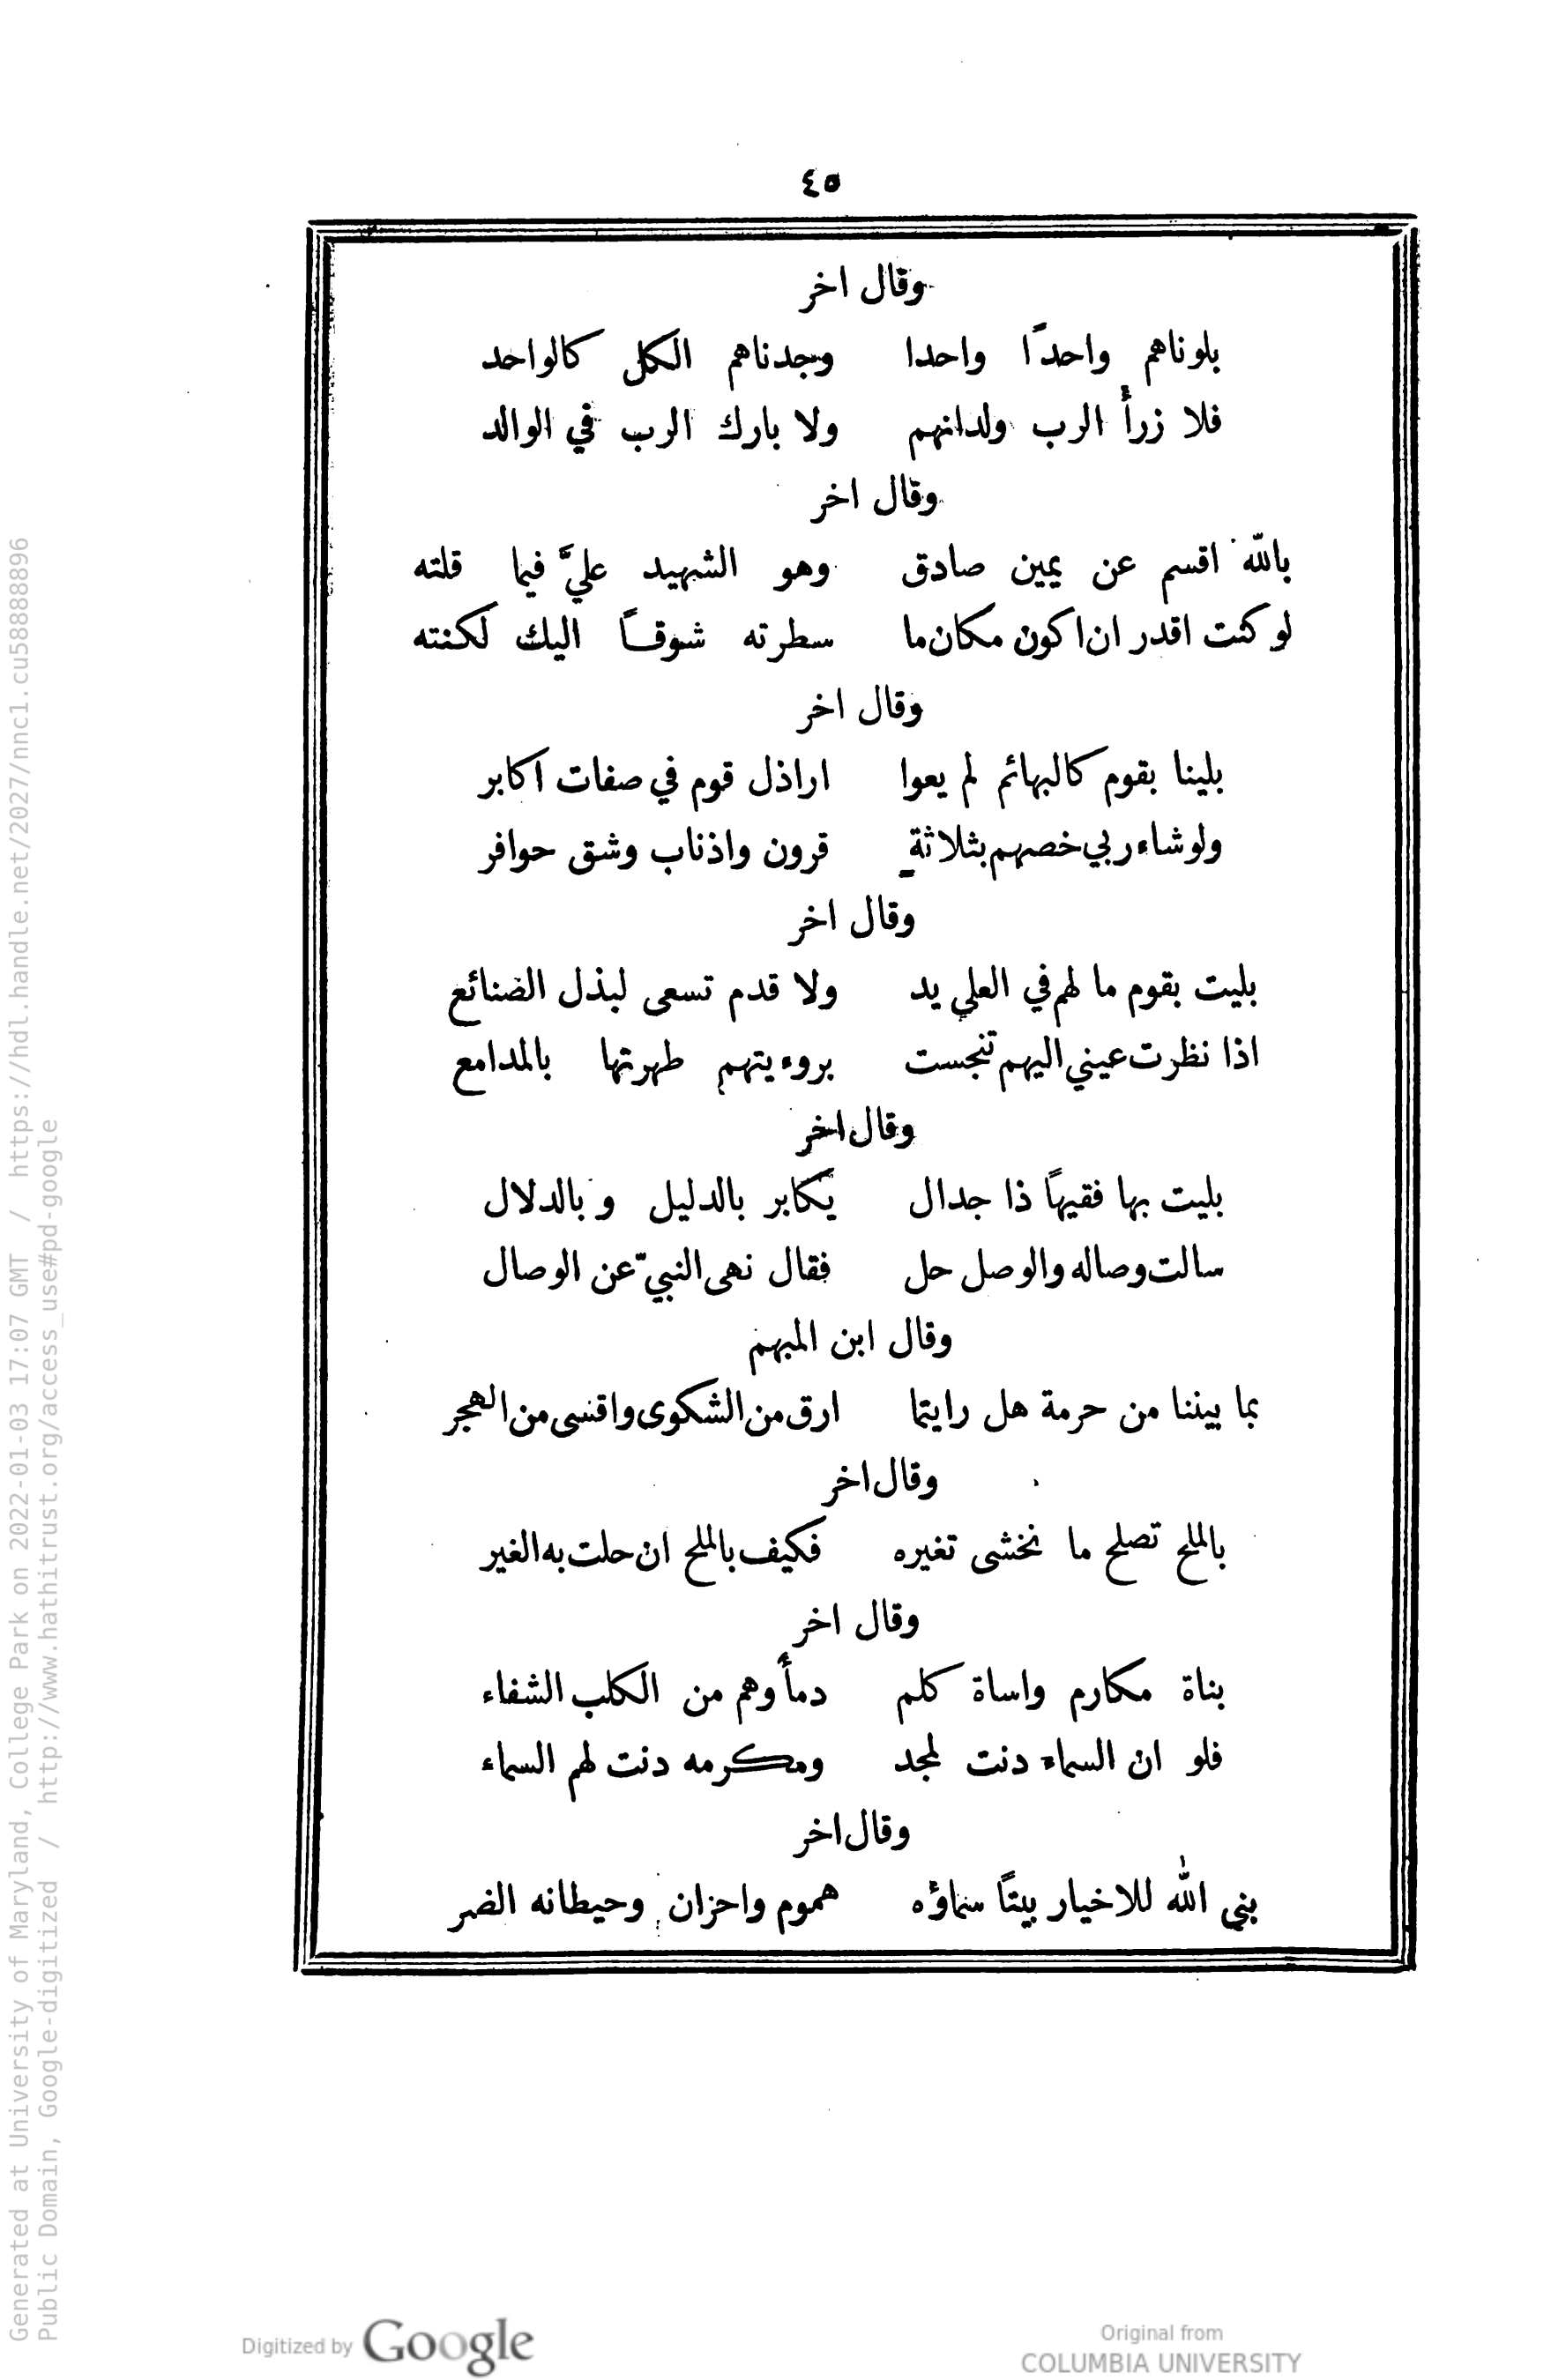 ٤٥
وقال اخر
بلوناهم واحدًا واحدا وجدناهم الكل كالواحد
فلا زرأ الرب ولدانهم ولا بارك الرب في الوالد
وقال اخر
بالله اقسم عن يمين صادق وهو الشهيد عليَّ فيما قلته
لو كنت اقدر ان اكون مكان ما سطرته شوقًا اليك لكنته
وقال اخر
بلينا بقوم كالبهائم لم يعوا اراذل قوم في صفات اكابر
ولو شاء ربي خصهم بثلاثةٍ قرون واذناب وشق حوافر
وقال اخر
بليت بقوم ما لهم في العلي يد ولا قدم تسعى لبذل الضنائع
اذا نظرت عيني اليهم تنجست بروءيتهم طهرتها بالمدامع
وقال اخر
بليت بها فقيهًا ذا جدال يكابر بالدليل وبالدلال
سالت وصاله والوصل حل فقال نهى النبيّ عن الوصال
وقال ابن المبهم
بما بيننا من حرمة هل رايتما ارق من الشكوى واقسى من الهجر
وقال اخر
بالملح تصلح ما نخشى تغيره فكيف بالملح ان حلت به الغير
وقال اخر
بناة مكارم واساة كلم دمأ وهم من الكلب الشفاء
فلو ان السماء دنت لمجد ومكرمه دنت لهم السماء
وقال اخر
بني الله للاخيار بيتًا سماؤه هموم واحزان وحيطانه الضر
Generated at University of Maryland, College Park on 2022-01-03 17:07 GMT / https://hdl.handle.net/2027/nnc1.cu58888896
Public Domain, Google-digitized / http://www.hathitrust.org/access_use#pd-google
Digitized by Google
Original from
COLUMBIA UNIVERSITY